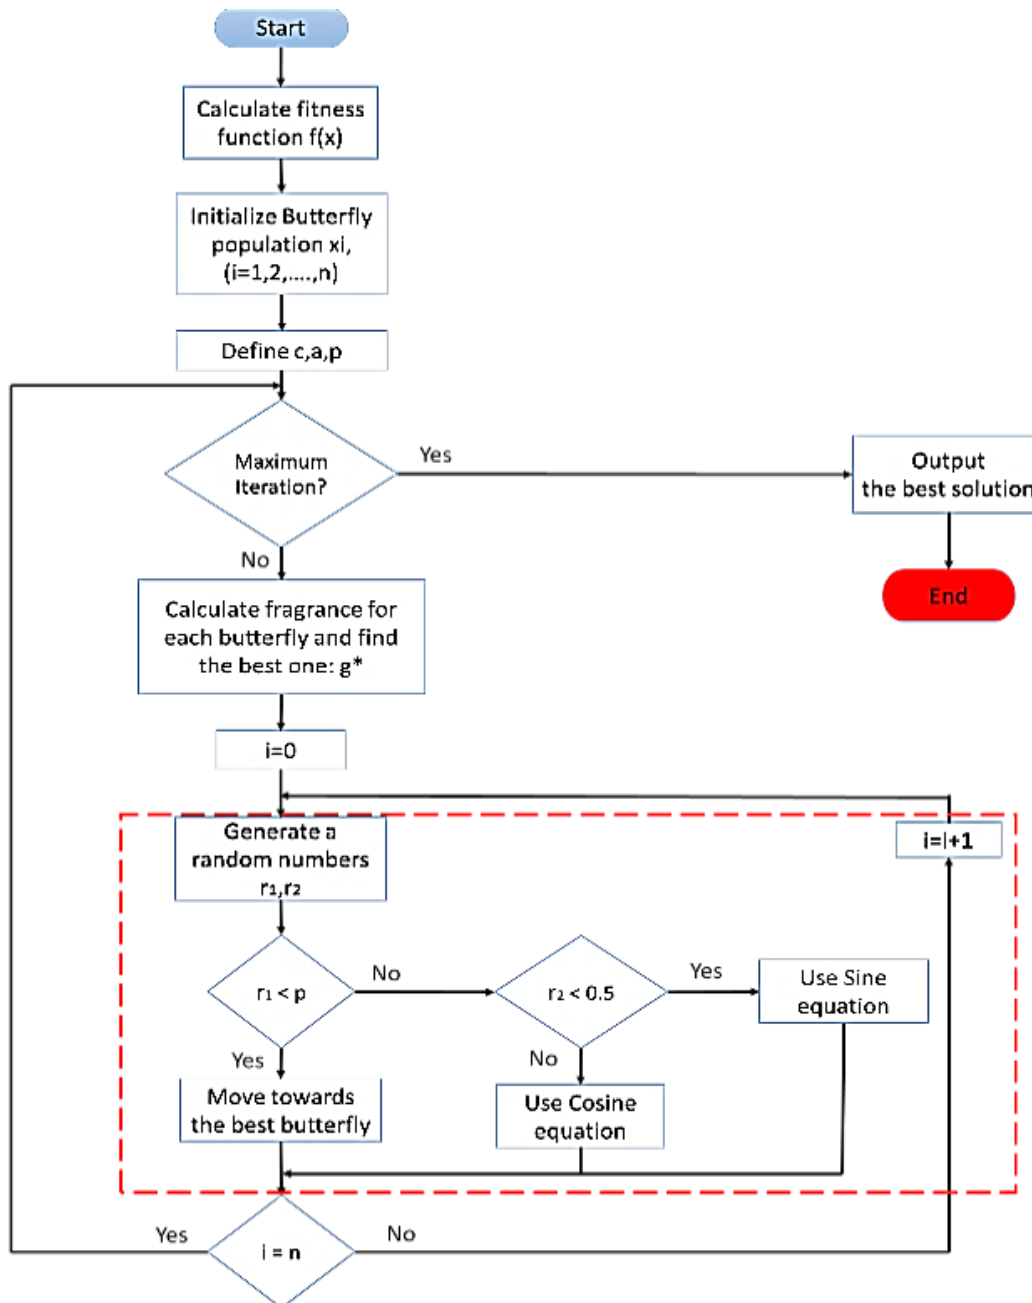 Start
Calculate fitness
function f(x)
Initialize Butterfly
population xi,
(i=1,2,....,n)
Define c,a,p
Maximum
Iteration?
Yes
Output
the best solution
End
No
Calculate fragrance for
each butterfly and find
the best one: g*
i=0
Generate a
random numbers
r₁,r₂
i=I+1
r₁ < p
No
r₂ < 0.5
Yes
Use Sine
equation
Yes
No
Move towards
the best butterfly
Use Cosine
equation
Yes
i = n
No